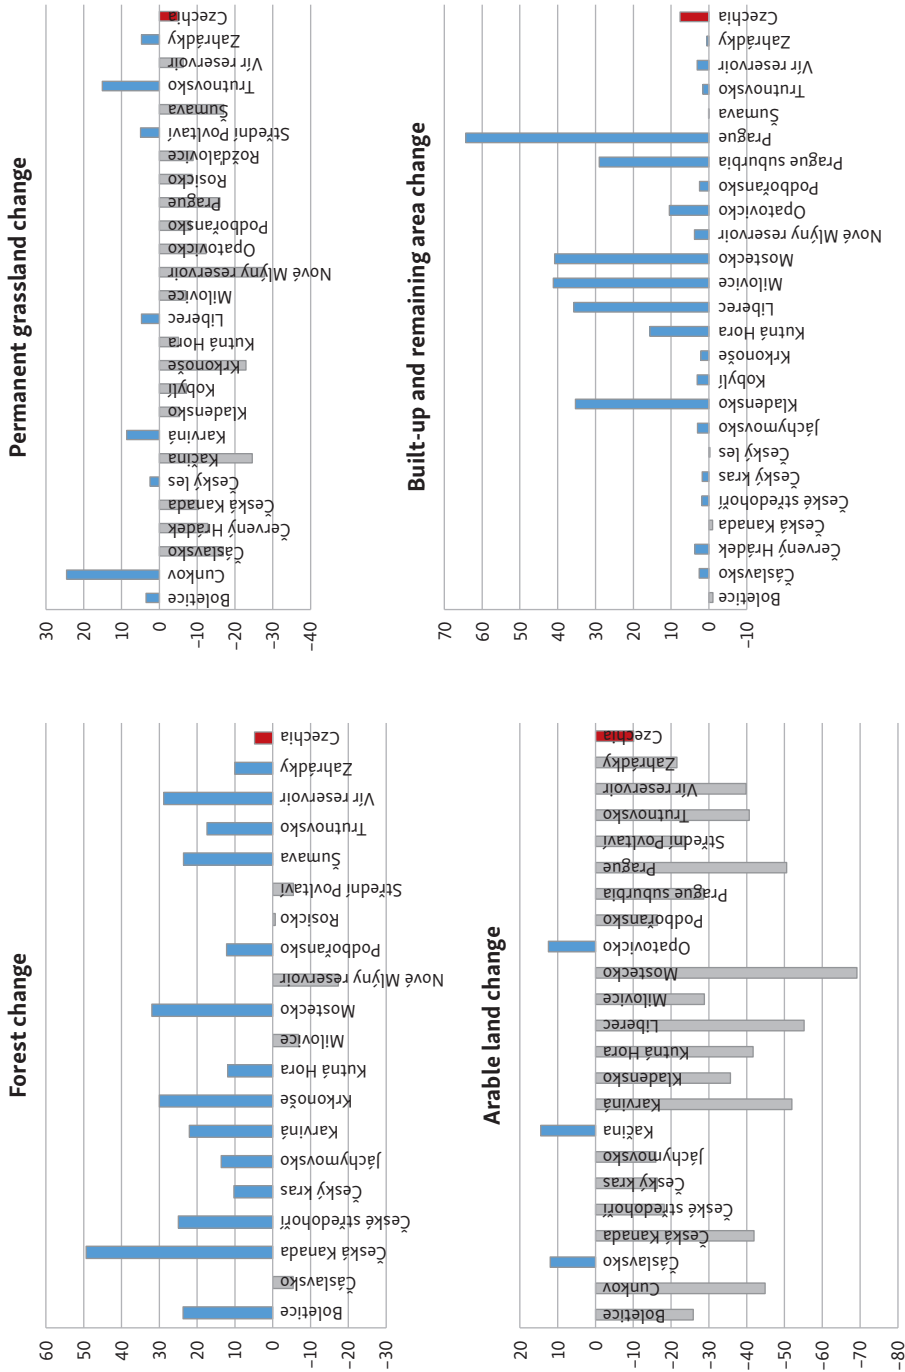 Forest change
60
50
40
30
20
10
0
–10
–20
–30
Boletice
Čáslavsko
Česká Kanada
České středohoří
Český kras
Jáchymovsko
Karviná
Krkonoše
Kutná Hora
Milovice
Mostecko
Nové Mlýny reservoir
Podbořansko
Rosicko
Střední Povltaví
Šumava
Trutnovsko
Vír reservoir
Zahrádky
Czechia
Permanent grassland change
30
20
10
0
–10
–20
–30
–40
Boletice
Cunkov
Čáslavsko
Červený Hrádek
Česká Kanada
Český les
Kačina
Karviná
Kladensko
Kobylí
Krkonoše
Kutná Hora
Liberec
Milovice
Nové Mlýny reservoir
Opatovicko
Podbořansko
Prague
Rosicko
Roždalovice
Střední Povltaví
Šumava
Trutnovsko
Vír reservoir
Zahrádky
Czechia
Arable land change
20
10
0
–10
–20
–30
–40
–50
–60
–70
–80
Boletice
Cunkov
Čáslavsko
Česká Kanada
České středohoří
Český kras
Jáchymovsko
Kačina
Karviná
Kladensko
Kutná Hora
Liberec
Milovice
Mostecko
Opatovicko
Podbořansko
Prague suburbia
Prague
Střední Povltaví
Trutnovsko
Vír reservoir
Zahrádky
Czechia
Built-up and remaining area change
70
60
50
40
30
20
10
0
–10
Boletice
Čáslavsko
Červený Hrádek
Česká Kanada
České středohoří
Český kras
Český les
Jáchymovsko
Kladensko
Kobylí
Krkonoše
Kutná Hora
Liberec
Milovice
Mostecko
Nové Mlýny reservoir
Opatovicko
Podbořansko
Prague suburbia
Prague
Šumava
Trutnovsko
Vír reservoir
Zahrádky
Czechia